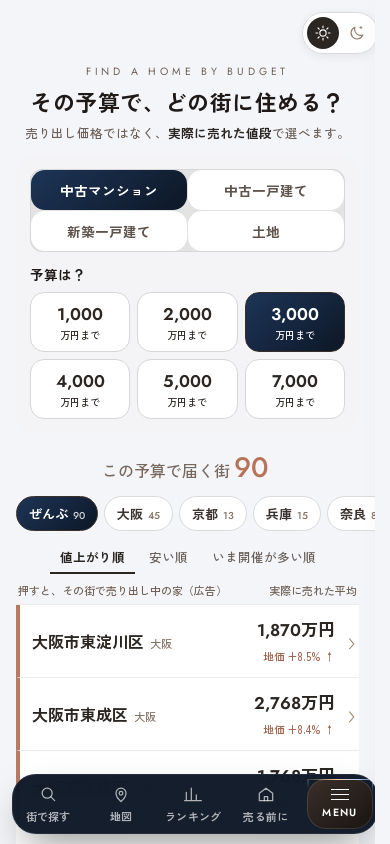 FIND A HOME BY BUDGET
その予算で、どの街に住める？
売り出し価格ではなく、実際に売れた値段で選べます。
中古マンション 中古一戸建て
新築一戸建て 土地
予算は？
1,000 2,000 3,000
万円まで 万円まで 万円まで
4,000 5,000 7,000
万円まで 万円まで 万円まで
この予算で届く街 90
ぜんぶ 90 大阪 45 京都 13 兵庫 15 奈良
値上がり順 安い順 いま開催が多い順
押すと、その街で売り出し中の家（広告） 実際に売れた平均
大阪市東淀川区 大阪 1,870万円
地価 +8.5% ↑
大阪市東成区 大阪 2,768万円
地価 +8.4% ↑
街で探す 地図 ランキング 売る前に MENU